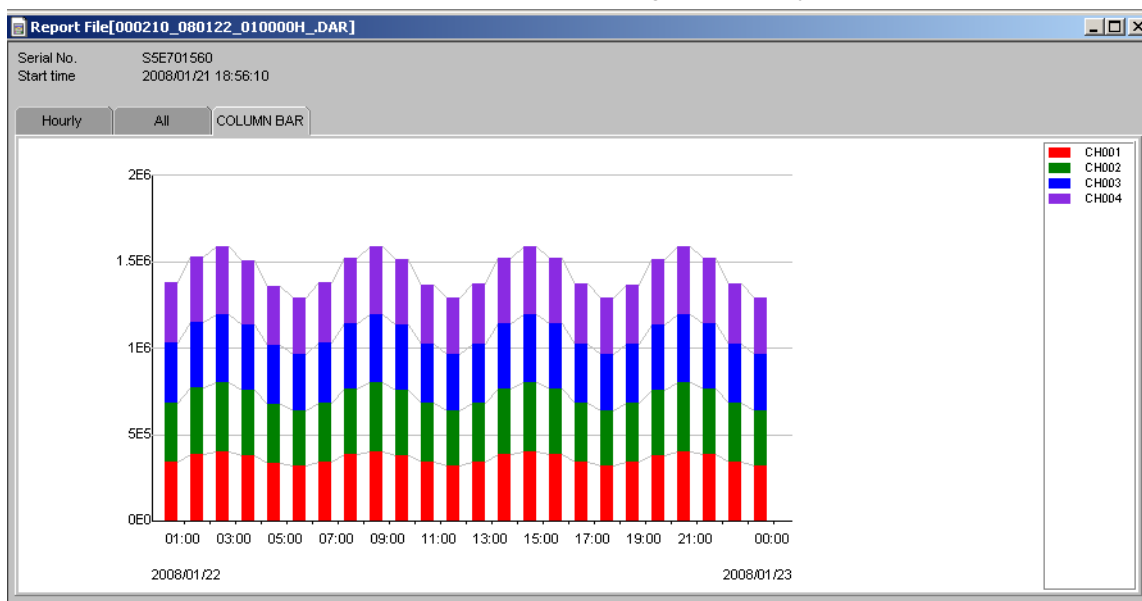 Report File[000210_080122_010000H_.DAR]
Serial No. S5E701560
Start time 2008/01/21 18:56:10
Hourly All COLUMN BAR
CH001
CH002
CH003
CH004
2E6
1.5E6
1E6
5E5
0E0
01:00 03:00 05:00 07:00 09:00 11:00 13:00 15:00 17:00 19:00 21:00 00:00
2008/01/22 2008/01/23